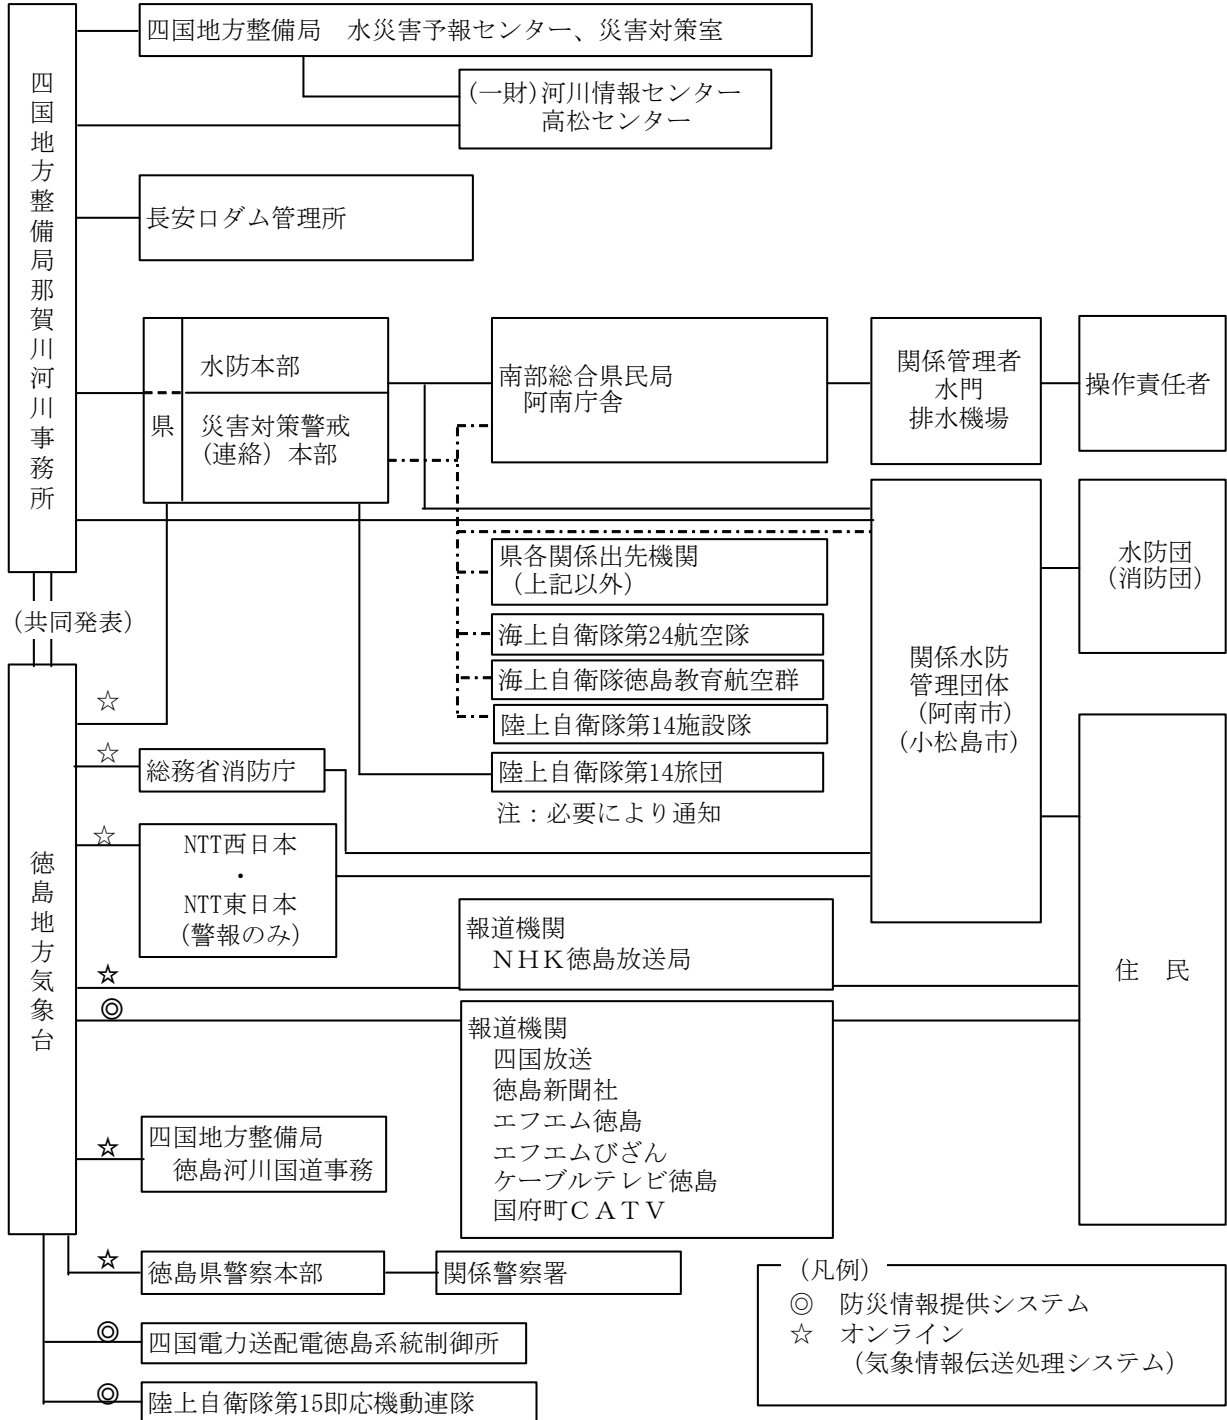 四国地方整備局那賀川河川事務所
四国地方整備局　水災害予報センター、災害対策室
(一財)河川情報センター
高松センター
長安口ダム管理所
県
水防本部
災害対策警戒
(連絡) 本部
南部総合県民局
阿南庁舎
関係管理者
水門
排水機場
操作責任者
県各関係出先機関
(上記以外)
海上自衛隊第24航空隊
海上自衛隊徳島教育航空群
陸上自衛隊第14施設隊
陸上自衛隊第14旅団
注：必要により通知
関係水防
管理団体
(阿南市)
(小松島市)
水防団
(消防団)
住　民
(共同発表)
徳島地方気象台
☆
☆
総務省消防庁
☆
NTT西日本
・
NTT東日本
(警報のみ)
☆
報道機関
ＮＨＫ徳島放送局
◎
報道機関
四国放送
徳島新聞社
エフエム徳島
エフエムびざん
ケーブルテレビ徳島
国府町ＣＡＴＶ
☆
四国地方整備局
徳島河川国道事務
☆
徳島県警察本部
関係警察署
◎
四国電力送配電徳島系統制御所
◎
陸上自衛隊第15即応機動連隊
(凡例)
◎　防災情報提供システム
☆　オンライン
(気象情報伝送処理システム)